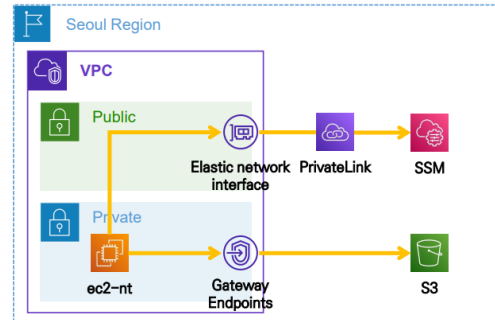 Seoul Region
VPC
Public
Elastic network
interface
PrivateLink
SSM
Private
ec2-nt
Gateway
Endpoints
S3